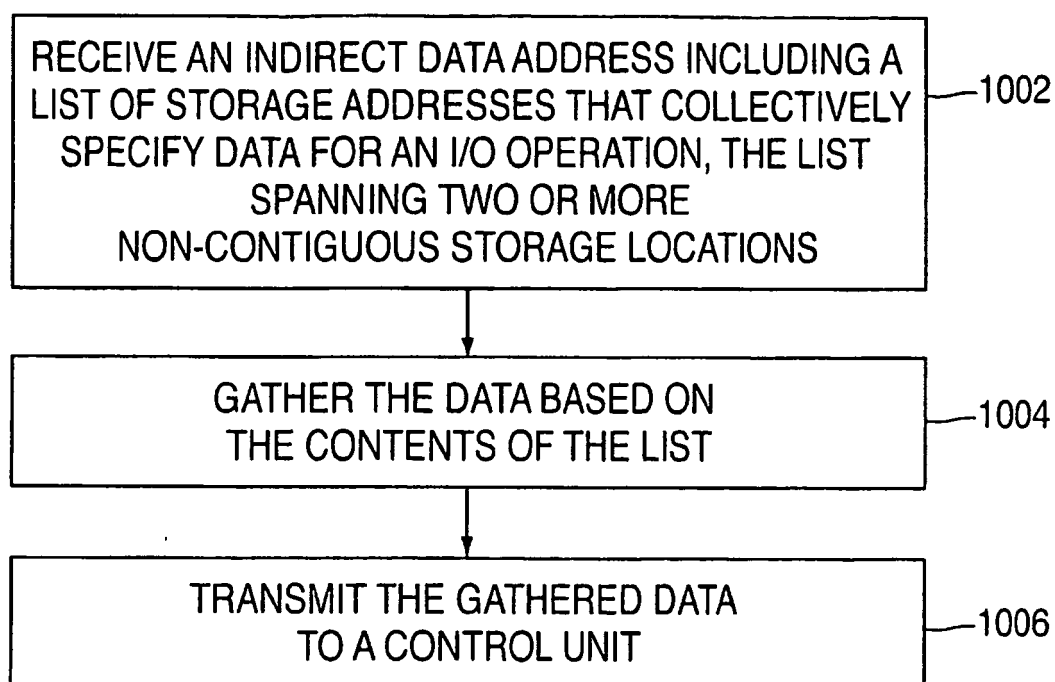 RECEIVE AN INDIRECT DATA ADDRESS INCLUDING A
LIST OF STORAGE ADDRESSES THAT COLLECTIVELY
SPECIFY DATA FOR AN I/O OPERATION, THE LIST
SPANNING TWO OR MORE
NON-CONTIGUOUS STORAGE LOCATIONS
1002
GATHER THE DATA BASED ON
THE CONTENTS OF THE LIST
1004
TRANSMIT THE GATHERED DATA
TO A CONTROL UNIT
1006